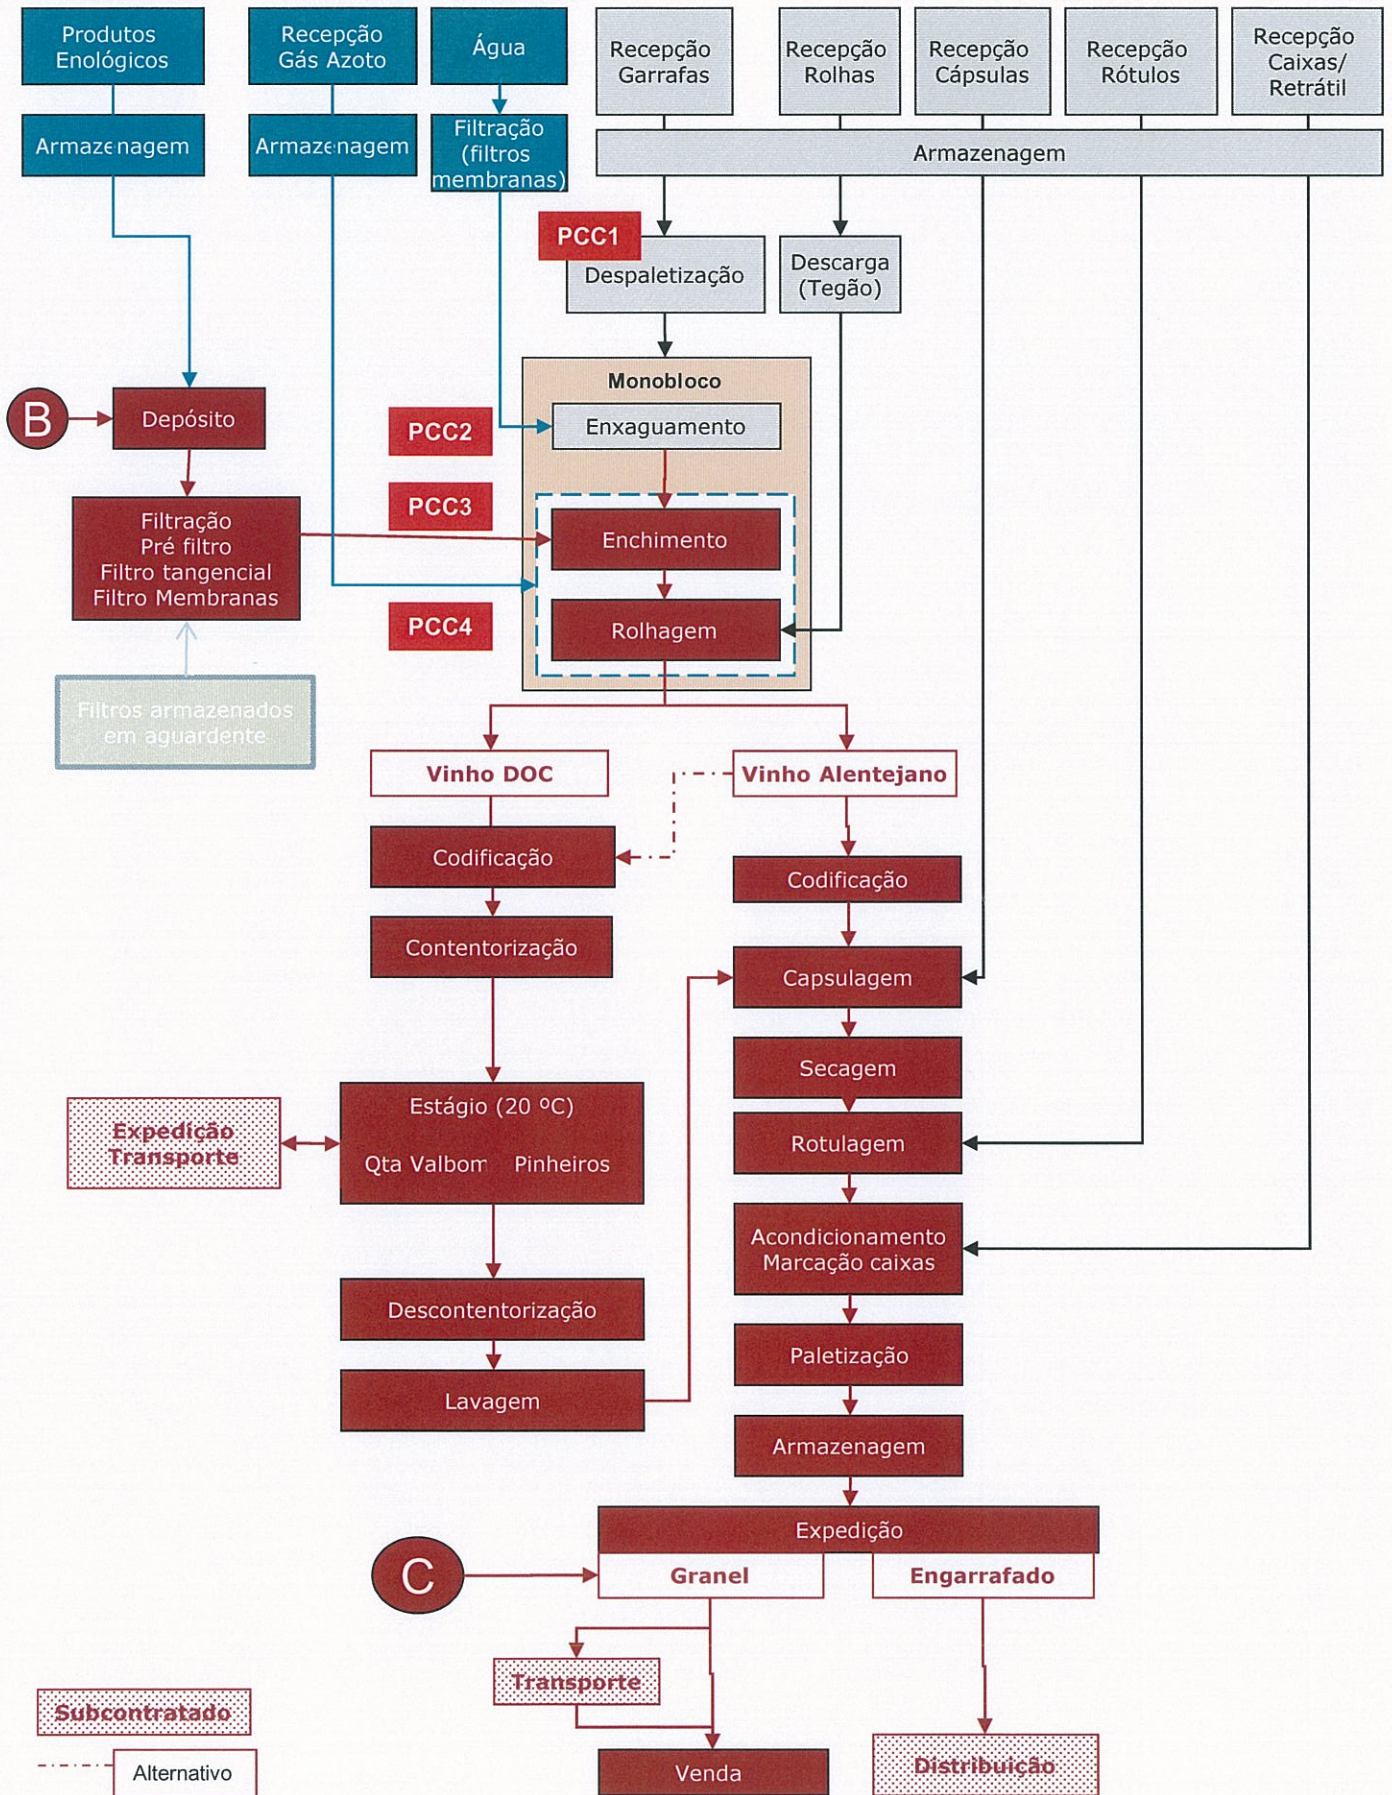 Produtos
Enológicos
Recepção
Gás Azoto
Água
Recepção
Garrafas
Recepção
Rolhas
Recepção
Cápsulas
Recepção
Rótulos
Recepção
Caixas/
Retrátil
Armazenagem
Armazenagem
Filtração
(filtros
membranas)
Armazenagem
PCC1
Despaletização
Descarga
(Tegão)
Monobloco
B
Depósito
PCC2
Enxaguamento
PCC3
Filtração
Pré filtro
Filtro tangencial
Filtro Membranas
Enchimento
PCC4
Rolhagem
Filtros armazenados
em aguardente
Vinho DOC
Vinho Alentejano
Codificação
Codificação
Contentorização
Capsulagem
Secagem
Estágio (20 ºC)
Qta Valbom Pinheiros
Expedição
Transporte
Rotulagem
Acondicionamento
Marcação caixas
Descontentorização
Paletização
Lavagem
Armazenagem
Expedição
C
Granel
Engarrafado
Transporte
Subcontratado
Alternativo
Venda
Distribuição